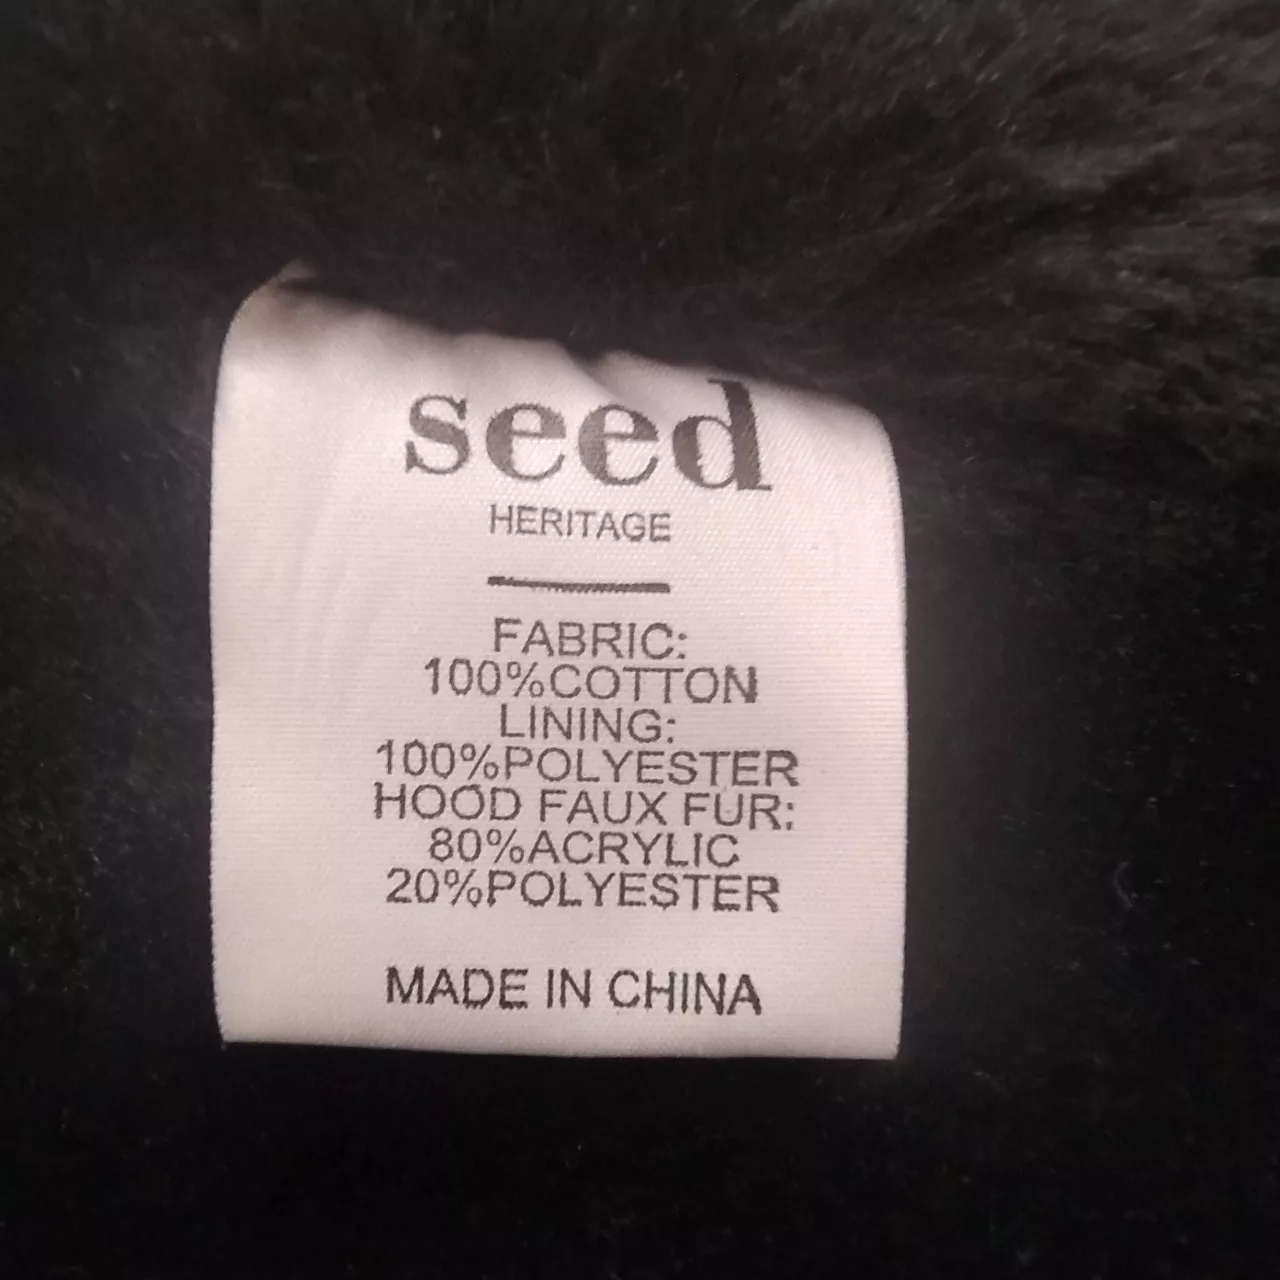 seed
HERITAGE
FABRIC:
100%COTTON
LINING:
100%POLYESTER
HOOD FAUX FUR:
80%ACRYLIC
20%POLYESTER
MADE IN CHINA